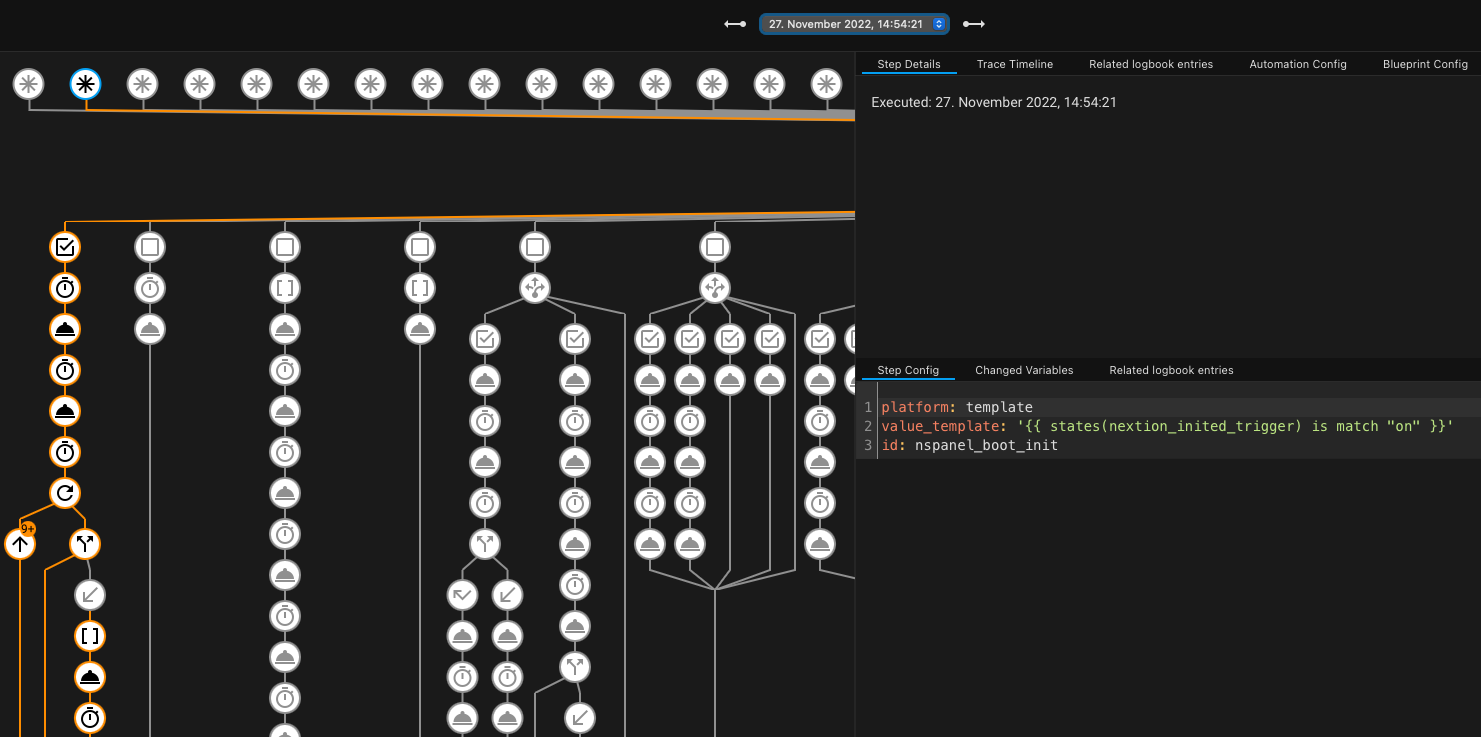 27. November 2022, 14:54:21
Step Details
Trace Timeline
Related logbook entries
Automation Config
Blueprint Config
Executed: 27. November 2022, 14:54:21
9+
Step Config
Changed Variables
Related logbook entries
1 platform: template
2 value_template: '{{ states(nextion_inited_trigger) is match "on" }}'
3 id: nspanel_boot_init